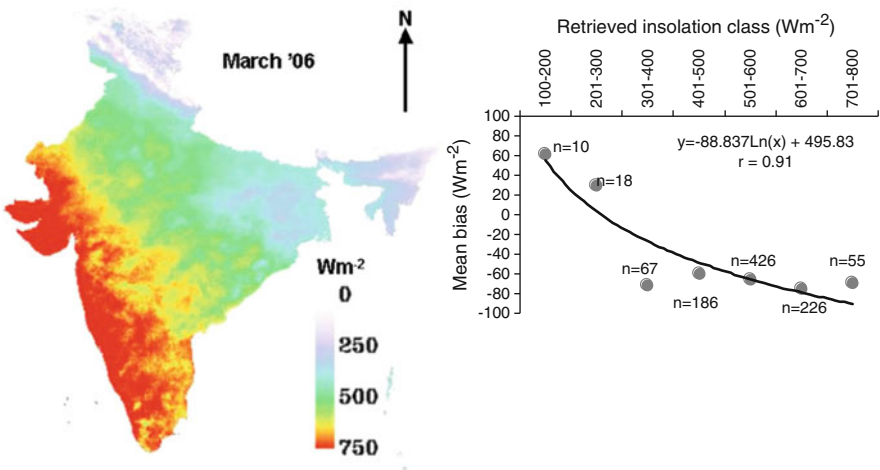 N
March '06
Wm-2
0
250
500
750
Retrieved insolation class (Wm-2)
100-200
201-300
301-400
401-500
501-600
601-700
701-800
Mean bias (Wm-2)
100
80
60
40
20
0
-20
-40
-60
-80
-100
y=-88.837Ln(x) + 495.83
r = 0.91
n=10
n=18
n=67
n=186
n=426
n=226
n=55